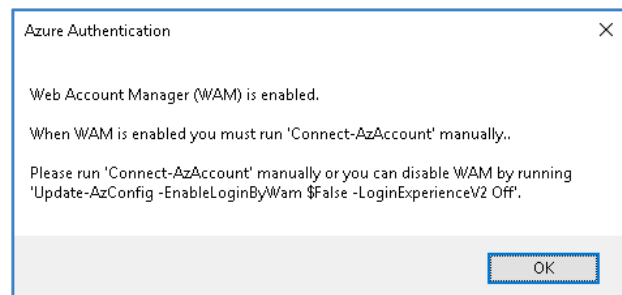 Azure Authentication
Web Account Manager (WAM) is enabled.
When WAM is enabled you must run 'Connect-AzAccount' manually..
Please run 'Connect-AzAccount' manually or you can disable WAM by running
'Update-AzConfig -EnableLoginByWam $False -LoginExperienceV2 Off'.
OK